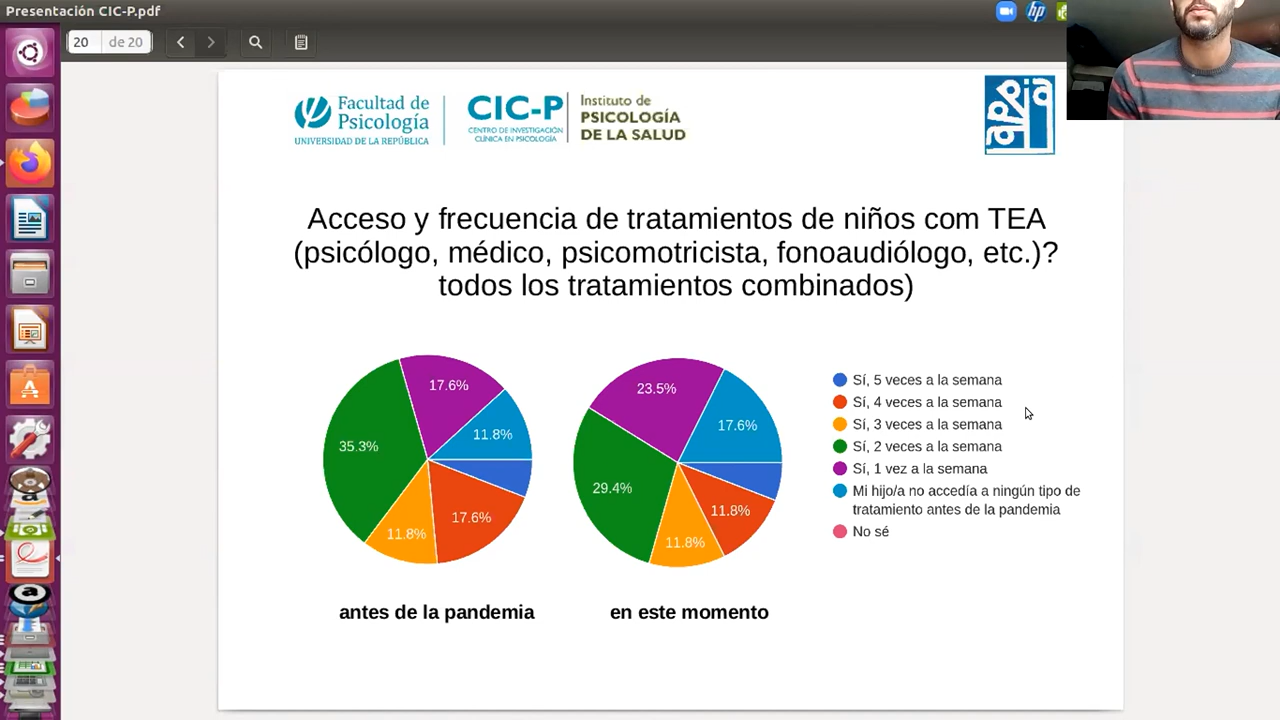 Presentación CIC-P.pdf
20 de 20
hp
Facultad de
Psicología
UNIVERSIDAD DE LA REPÚBLICA
CIC-P
CENTRO DE INVESTIGACIÓN
CLÍNICA EN PSICOLOGÍA
Instituto de
PSICOLOGÍA
DE LA SALUD
appia
Acceso y frecuencia de tratamientos de niños com TEA
(psicólogo, médico, psicomotricista, fonoaudiólogo, etc.)?
todos los tratamientos combinados)
17.6%
11.8%
35.3%
11.8%
17.6%
23.5%
17.6%
29.4%
11.8%
11.8%
Sí, 5 veces a la semana
Sí, 4 veces a la semana
Sí, 3 veces a la semana
Sí, 2 veces a la semana
Sí, 1 vez a la semana
Mi hijo/a no accedía a ningún tipo de
tratamiento antes de la pandemia
No sé
antes de la pandemia
en este momento